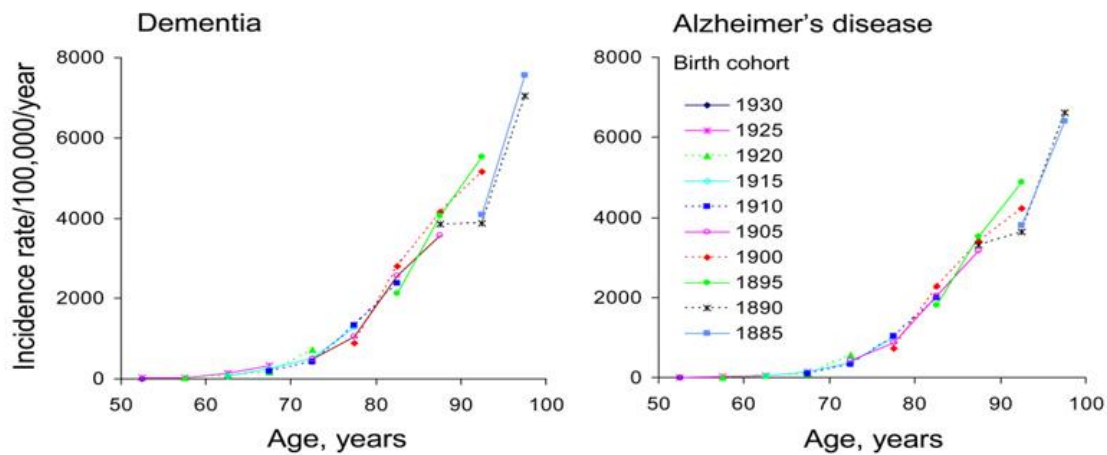 Dementia
Alzheimer's disease
Incidence rate/100,000/year
8000
6000
4000
2000
0
50 60 70 80 90 100
Age, years
8000
6000
4000
2000
0
50 60 70 80 90 100
Age, years
Birth cohort
1930
1925
1920
1915
1910
1905
1900
1895
1890
1885